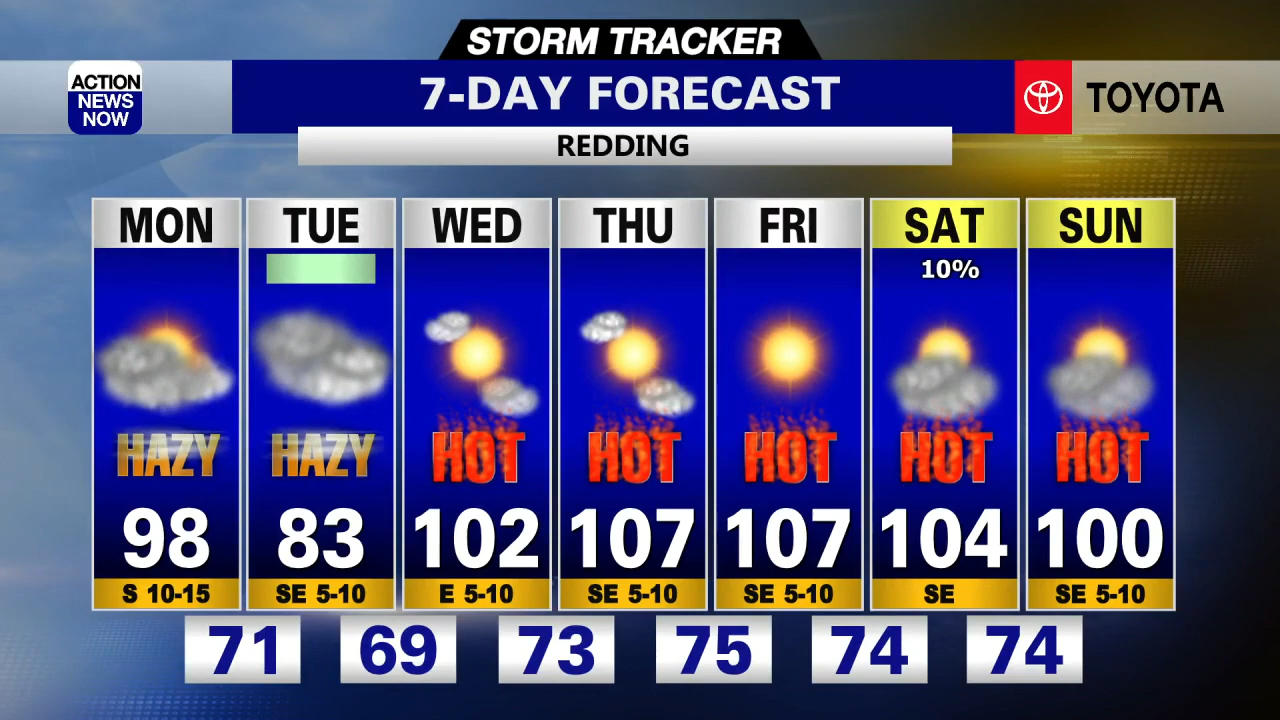 STORM TRACKER
ACTION
NEWS
NOW
7-DAY FORECAST
TOYOTA
REDDING
MON TUE WED THU FRI SAT SUN
10%
HAZY HAZY HOT HOT HOT HOT HOT
98 83 102 107 107 104 100
S 10-15 SE 5-10 E 5-10 SE 5-10 SE 5-10 SE SE 5-10
71 69 73 75 74 74